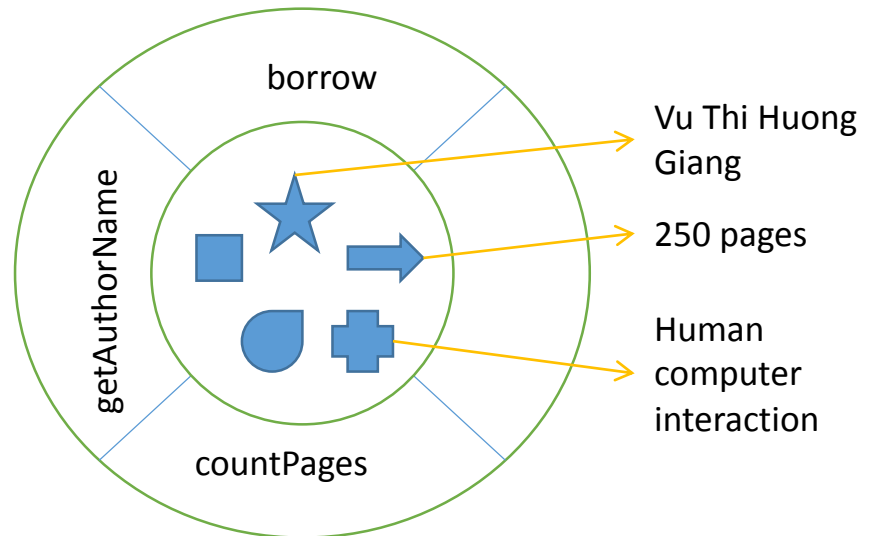 borrow
getAuthorName
countPages
Vu Thi Huong
Giang
250 pages
Human
computer
interaction